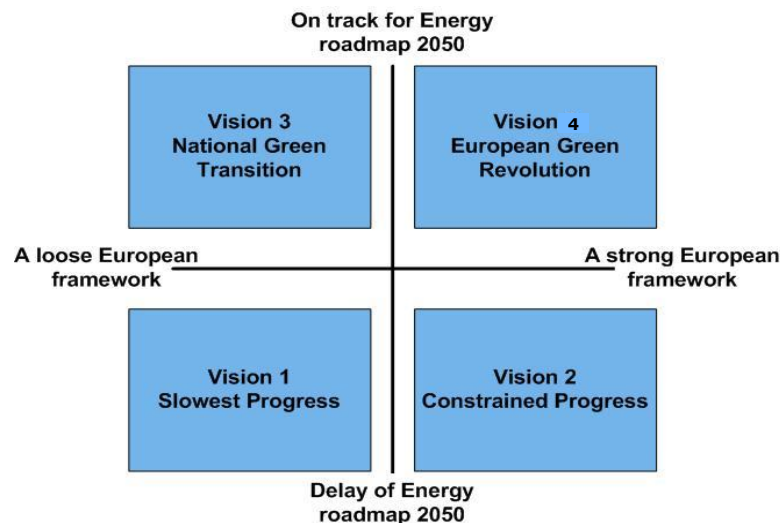 On track for Energy
roadmap 2050
Vision 3
National Green
Transition
Vision 4
European Green
Revolution
A loose European
framework
A strong European
framework
Vision 1
Slowest Progress
Vision 2
Constrained Progress
Delay of Energy
roadmap 2050